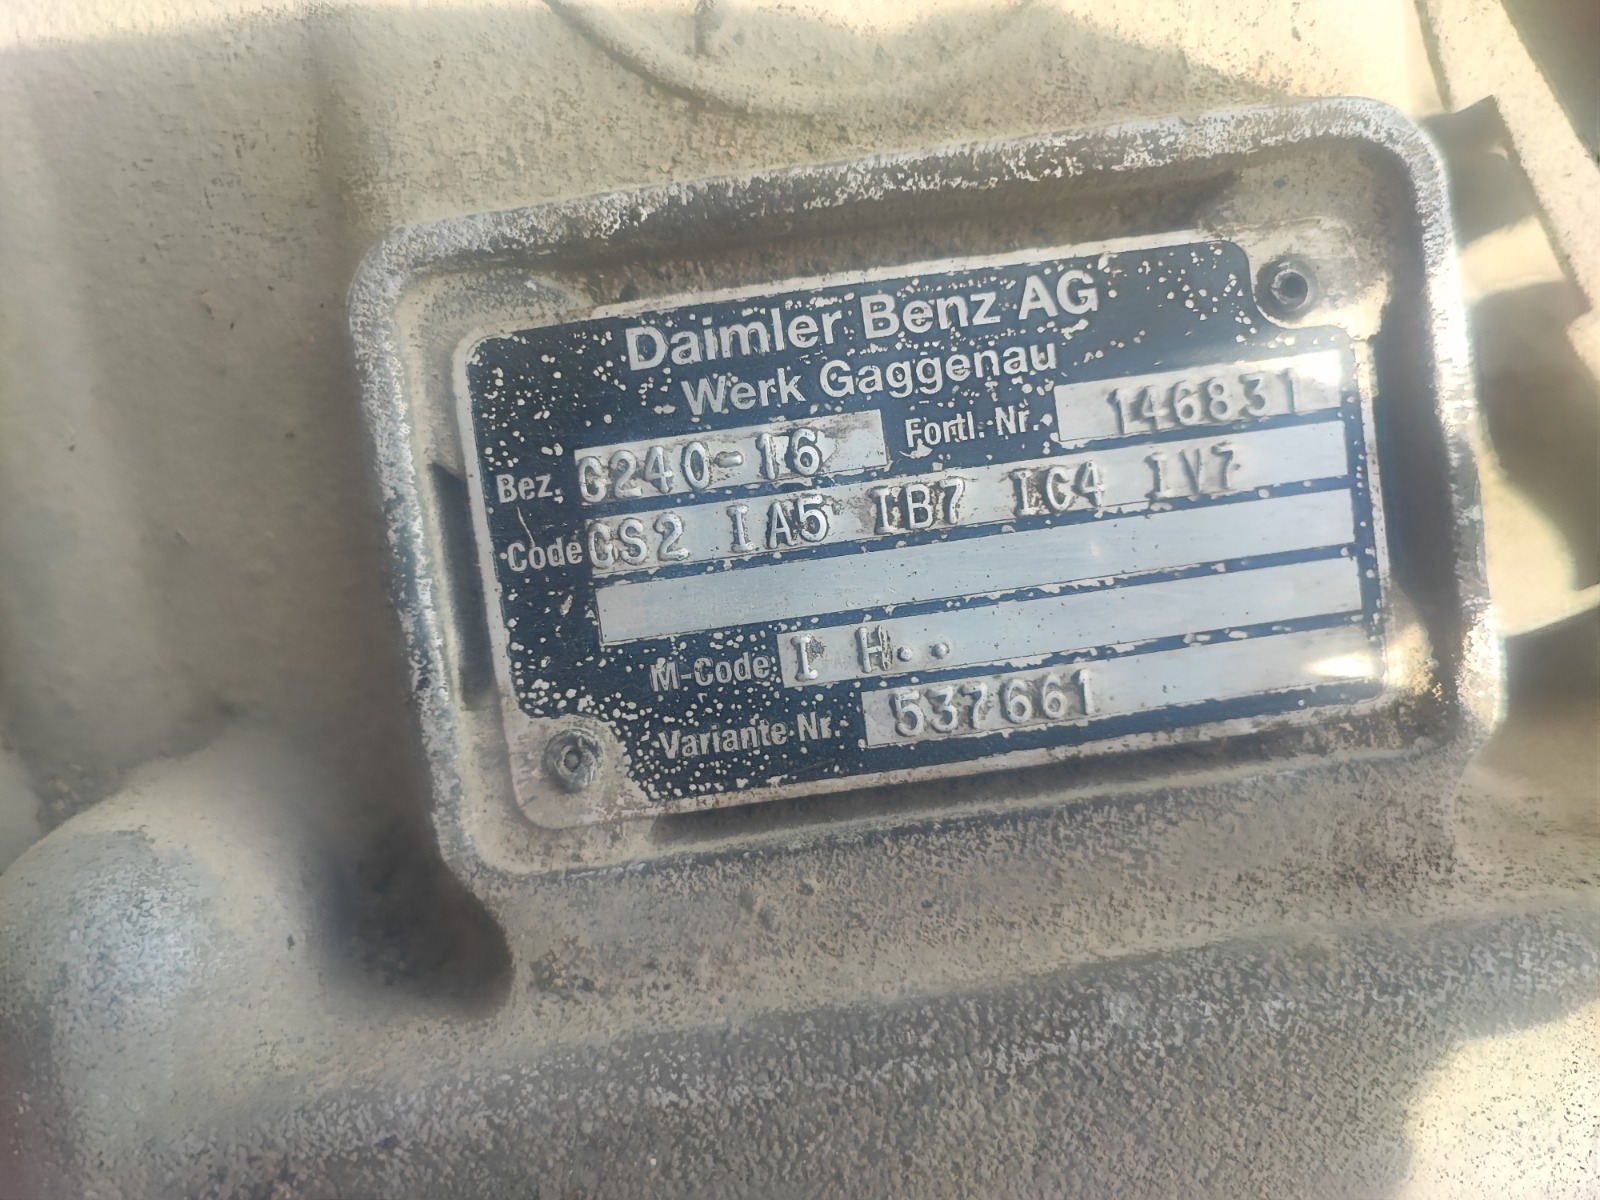 Daimler Benz AG
Werk Gaggenau
Bez. G240-16 Fortl. Nr. 146831
Code GS2 IA5 IB7 IC4 IV7
M-Code I H..
Variante Nr. 537661